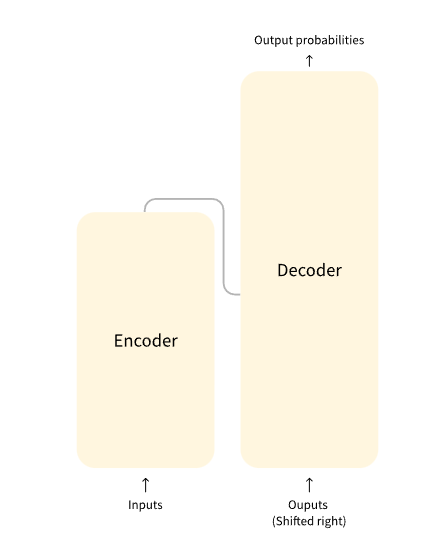 Output probabilities
Decoder
Encoder
Inputs
Ouputs
(Shifted right)